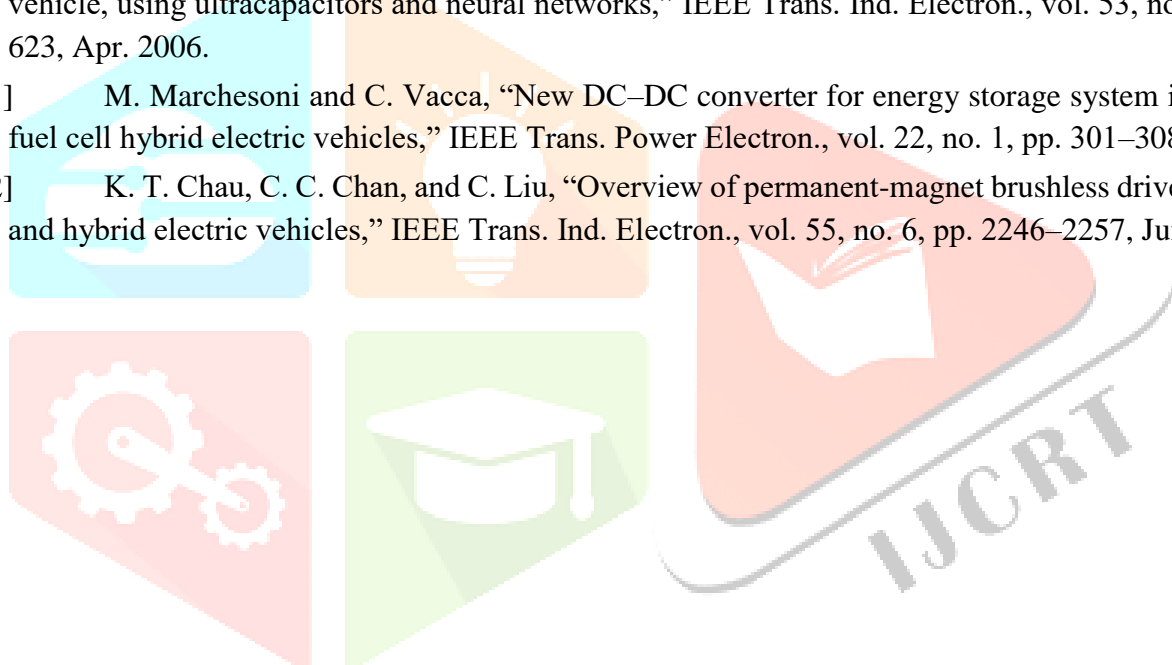 vehicle, using ultracapacitors and neural networks,” IEEE Trans. Ind. Electron., vol. 53, no
623, Apr. 2006.
] M. Marchesoni and C. Vacca, “New DC–DC converter for energy storage system i
fuel cell hybrid electric vehicles,” IEEE Trans. Power Electron., vol. 22, no. 1, pp. 301–308
] K. T. Chau, C. C. Chan, and C. Liu, “Overview of permanent-magnet brushless drive
and hybrid electric vehicles,” IEEE Trans. Ind. Electron., vol. 55, no. 6, pp. 2246–2257, Ju
IJCRT